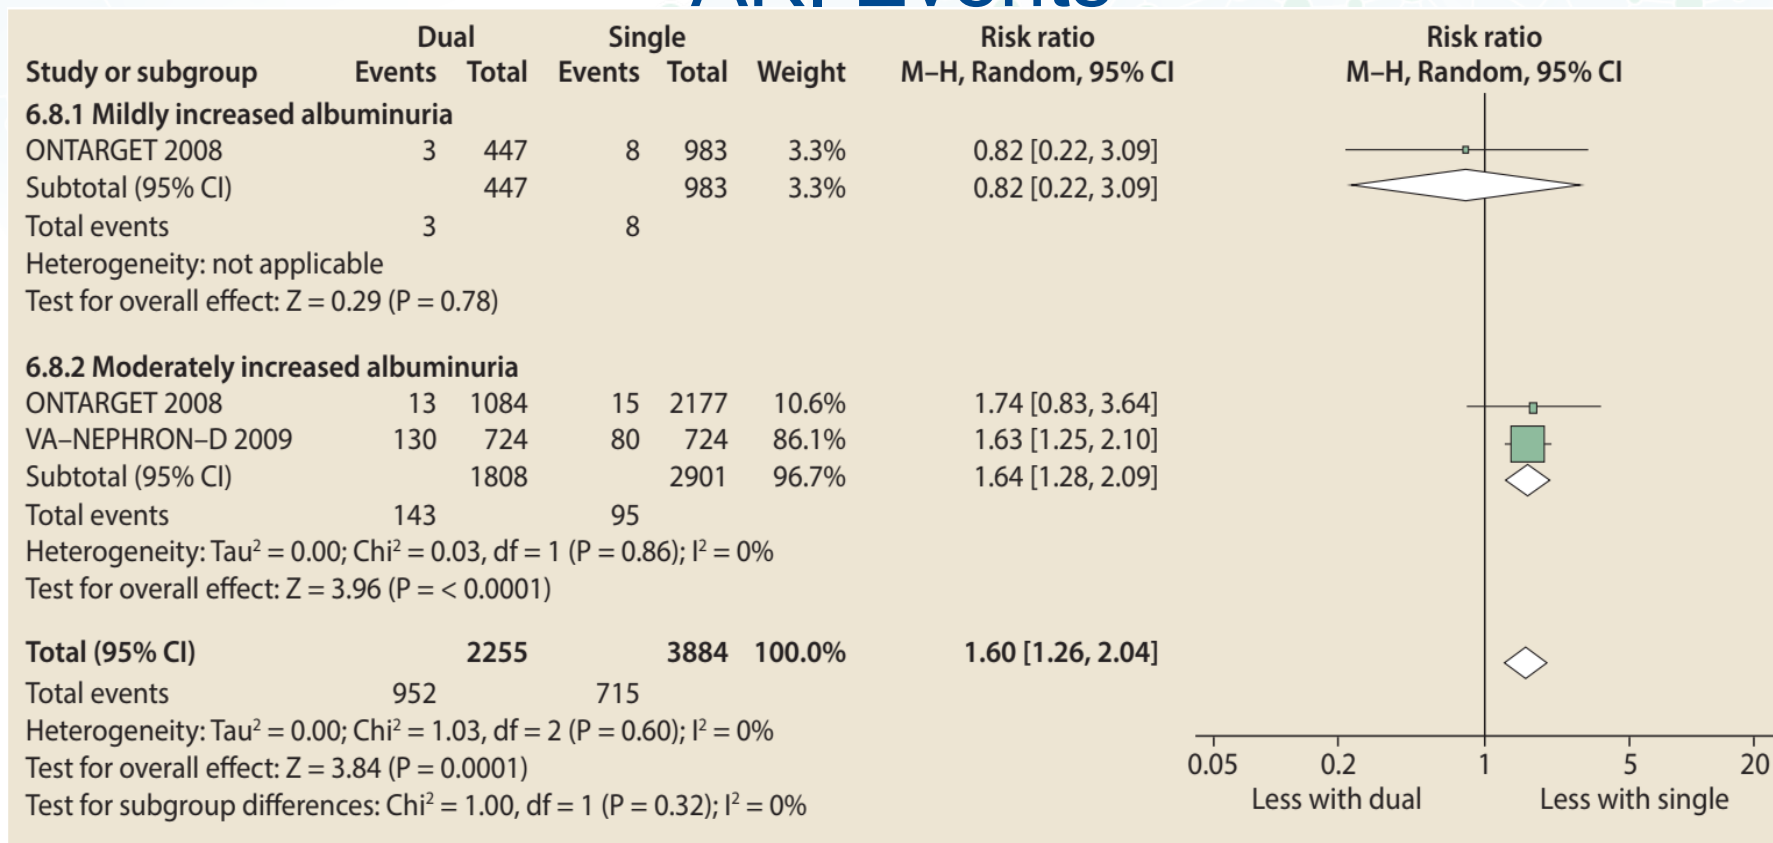 Events
Dual Single Risk ratio Risk ratio
Study or subgroup Events Total Events Total Weight M–H, Random, 95% CI M–H, Random, 95% CI
6.8.1 Mildly increased albuminuria
ONTARGET 2008 3 447 8 983 3.3% 0.82 [0.22, 3.09]
Subtotal (95% CI) 447 983 3.3% 0.82 [0.22, 3.09]
Total events 3 8
Heterogeneity: not applicable
Test for overall effect: Z = 0.29 (P = 0.78)
6.8.2 Moderately increased albuminuria
ONTARGET 2008 13 1084 15 2177 10.6% 1.74 [0.83, 3.64]
VA–NEPHRON–D 2009 130 724 80 724 86.1% 1.63 [1.25, 2.10]
Subtotal (95% CI) 1808 2901 96.7% 1.64 [1.28, 2.09]
Total events 143 95
Heterogeneity: Tau² = 0.00; Chi² = 0.03, df = 1 (P = 0.86); I² = 0%
Test for overall effect: Z = 3.96 (P = < 0.0001)
Total (95% CI) 2255 3884 100.0% 1.60 [1.26, 2.04]
Total events 952 715
Heterogeneity: Tau² = 0.00; Chi² = 1.03, df = 2 (P = 0.60); I² = 0%
Test for overall effect: Z = 3.84 (P = 0.0001)
Test for subgroup differences: Chi² = 1.00, df = 1 (P = 0.32); I² = 0%
0.05 0.2 1 5 20
Less with dual Less with single